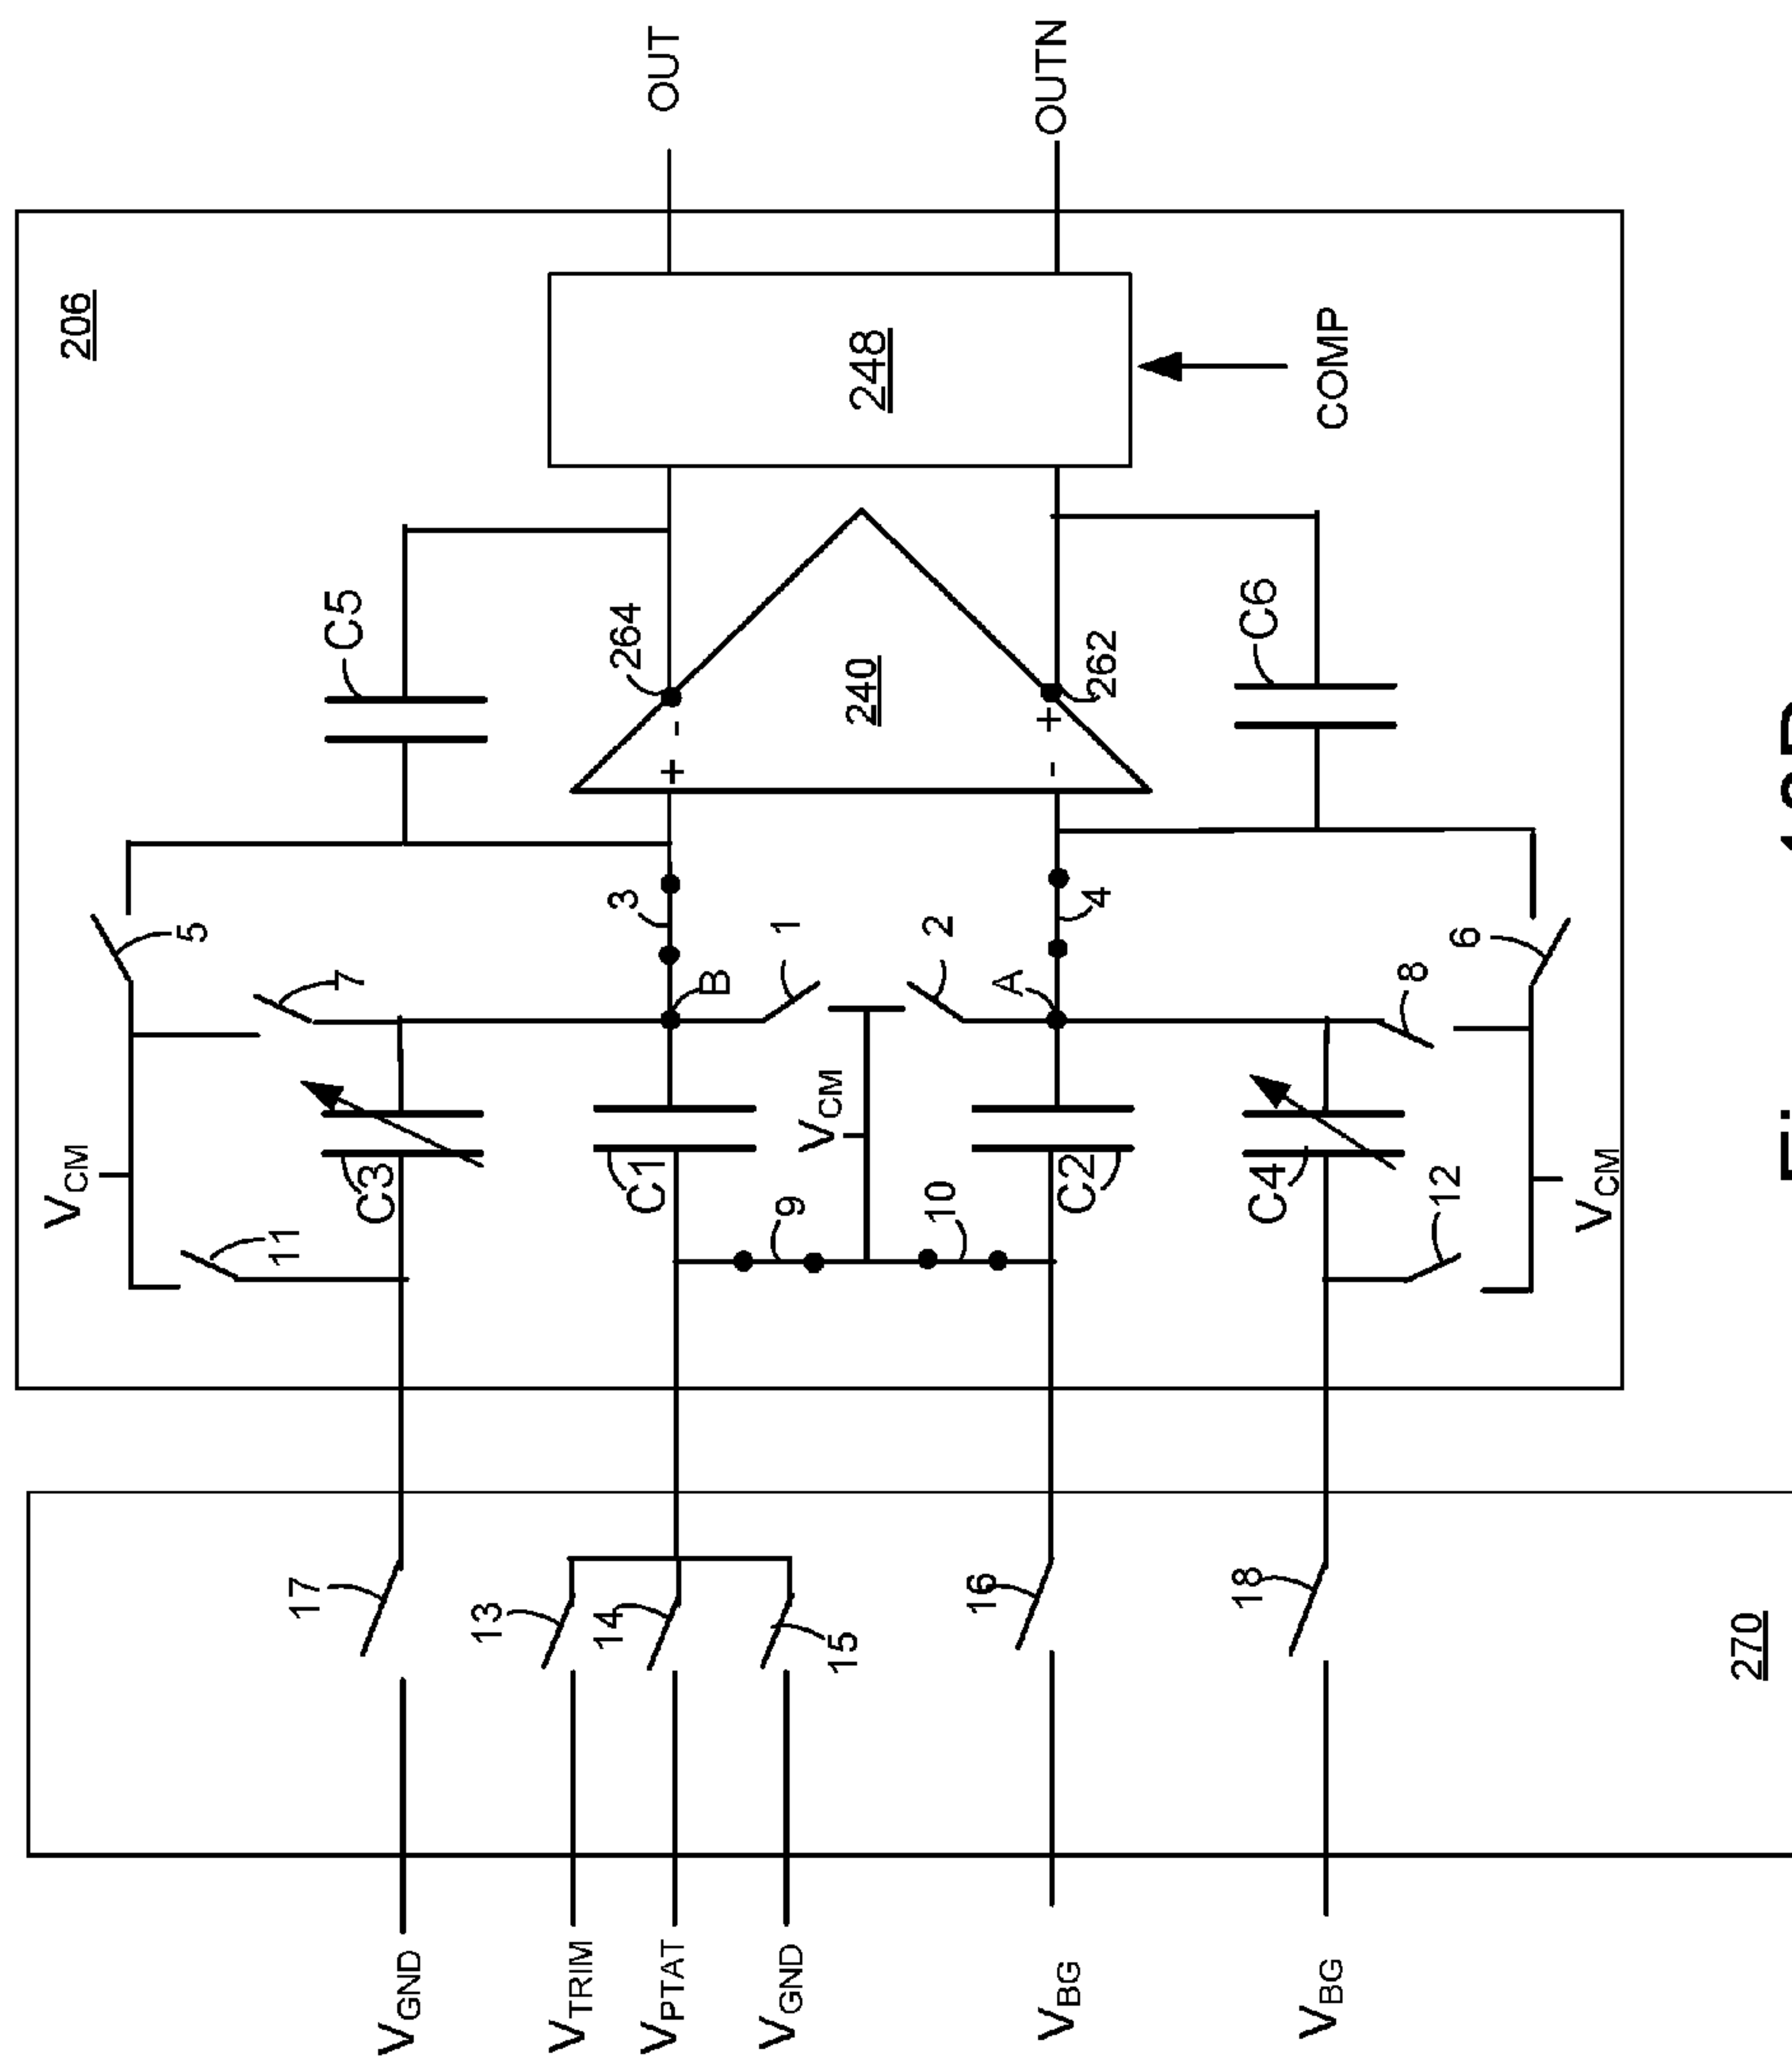 206
OUT
OUTN
248
COMP
C5
264
240
262
C6
+ -
- +
5
7
3
B
1
2
A
4
8
6
VCM
C3
C1
VCM
C2
C4
VCM
11
9
10
12
17
13
14
15
16
18
270
VGND
VTRIM
VPTAT
VGND
VBG
VBG